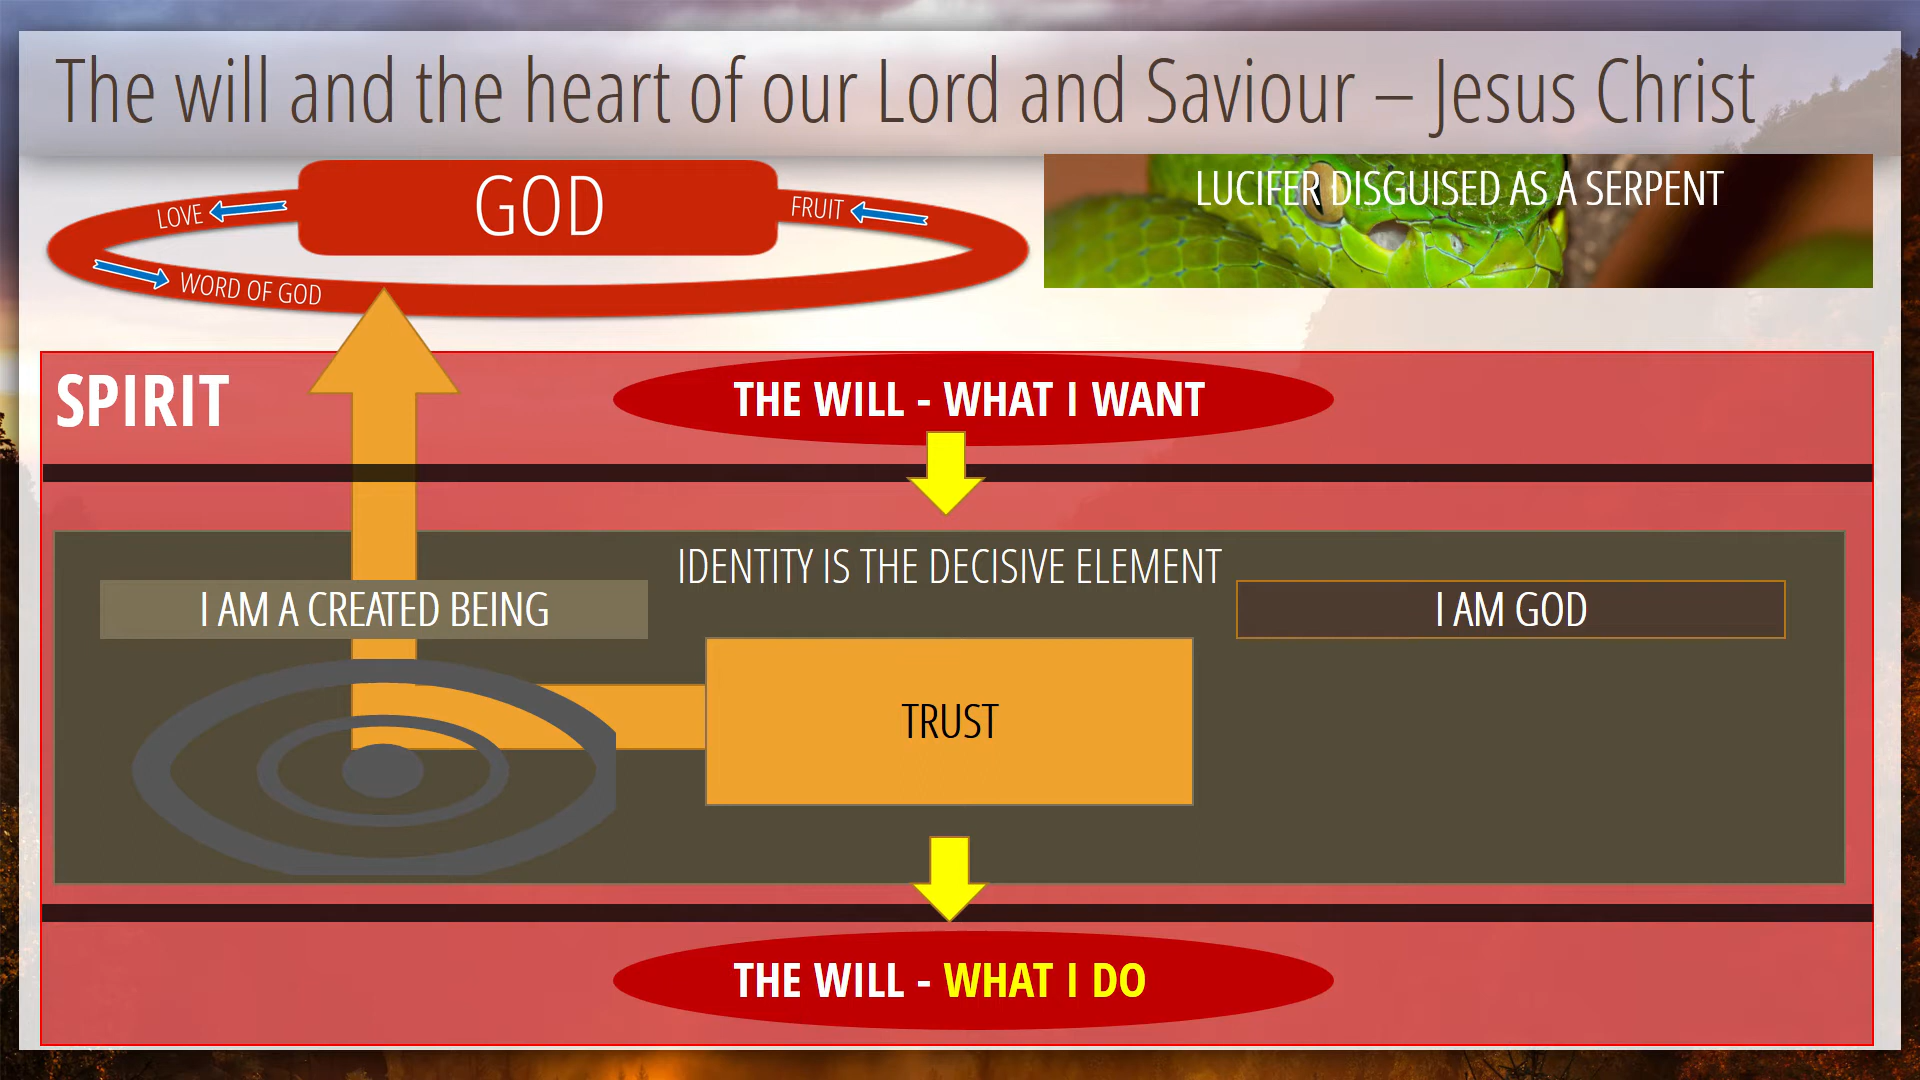 The will and the heart of our Lord and Saviour – Jesus Christ
GOD
LOVE
FRUIT
WORD OF GOD
LUCIFER DISGUISED AS A SERPENT
SPIRIT
THE WILL - WHAT I WANT
IDENTITY IS THE DECISIVE ELEMENT
I AM A CREATED BEING
I AM GOD
TRUST
THE WILL - WHAT I DO